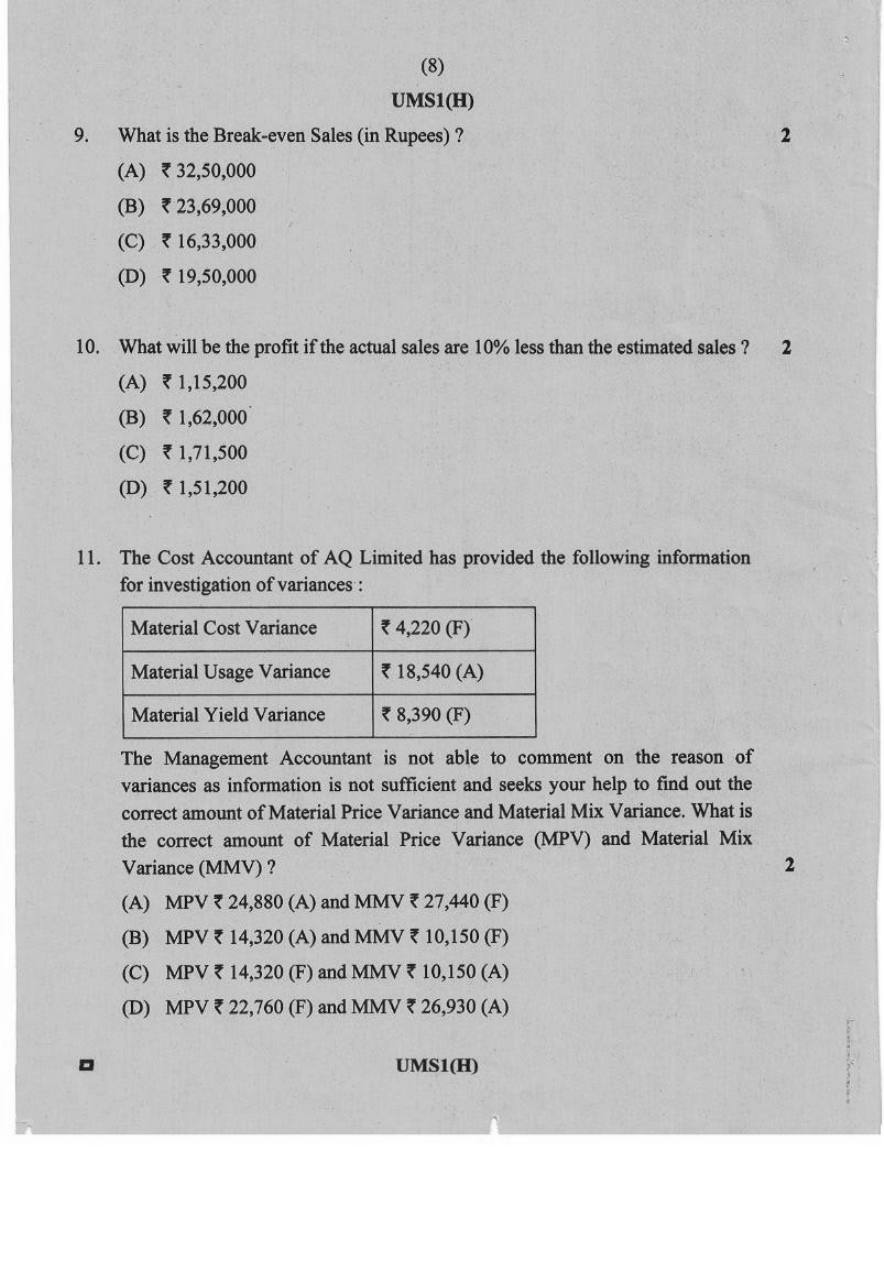 (8)
UMS1(H)
9. What is the Break-even Sales (in Rupees) ? 2
(A) ₹ 32,50,000
(B) ₹ 23,69,000
(C) ₹ 16,33,000
(D) ₹ 19,50,000
10. What will be the profit if the actual sales are 10% less than the estimated sales ? 2
(A) ₹ 1,15,200
(B) ₹ 1,62,000
(C) ₹ 1,71,500
(D) ₹ 1,51,200
11. The Cost Accountant of AQ Limited has provided the following information
for investigation of variances :
Material Cost Variance ₹ 4,220 (F)
Material Usage Variance ₹ 18,540 (A)
Material Yield Variance ₹ 8,390 (F)
The Management Accountant is not able to comment on the reason of
variances as information is not sufficient and seeks your help to find out the
correct amount of Material Price Variance and Material Mix Variance. What is
the correct amount of Material Price Variance (MPV) and Material Mix
Variance (MMV) ? 2
(A) MPV ₹ 24,880 (A) and MMV ₹ 27,440 (F)
(B) MPV ₹ 14,320 (A) and MMV ₹ 10,150 (F)
(C) MPV ₹ 14,320 (F) and MMV ₹ 10,150 (A)
(D) MPV ₹ 22,760 (F) and MMV ₹ 26,930 (A)
UMS1(H)